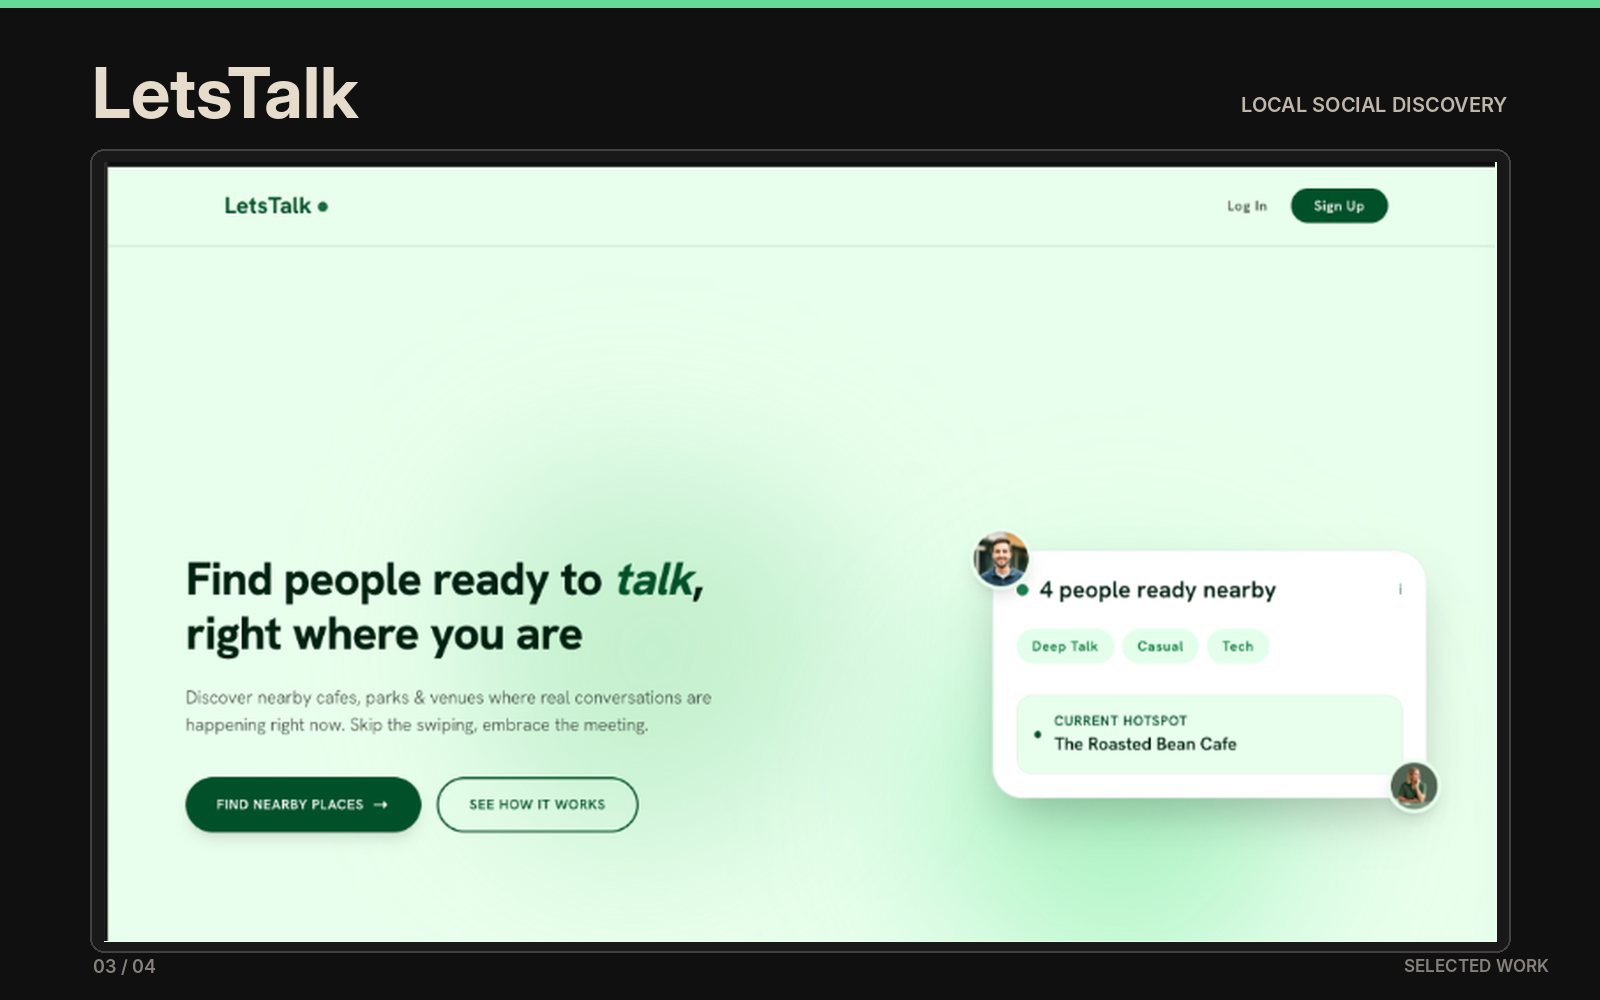 LetsTalk
LOCAL SOCIAL DISCOVERY
LetsTalk
Log In
Sign Up
Find people ready to talk,
right where you are
Discover nearby cafes, parks & venues where real conversations are
happening right now. Skip the swiping, embrace the meeting.
FIND NEARBY PLACES →
SEE HOW IT WORKS
4 people ready nearby
i
Deep Talk
Casual
Tech
CURRENT HOTSPOT
The Roasted Bean Cafe
03 / 04
SELECTED WORK